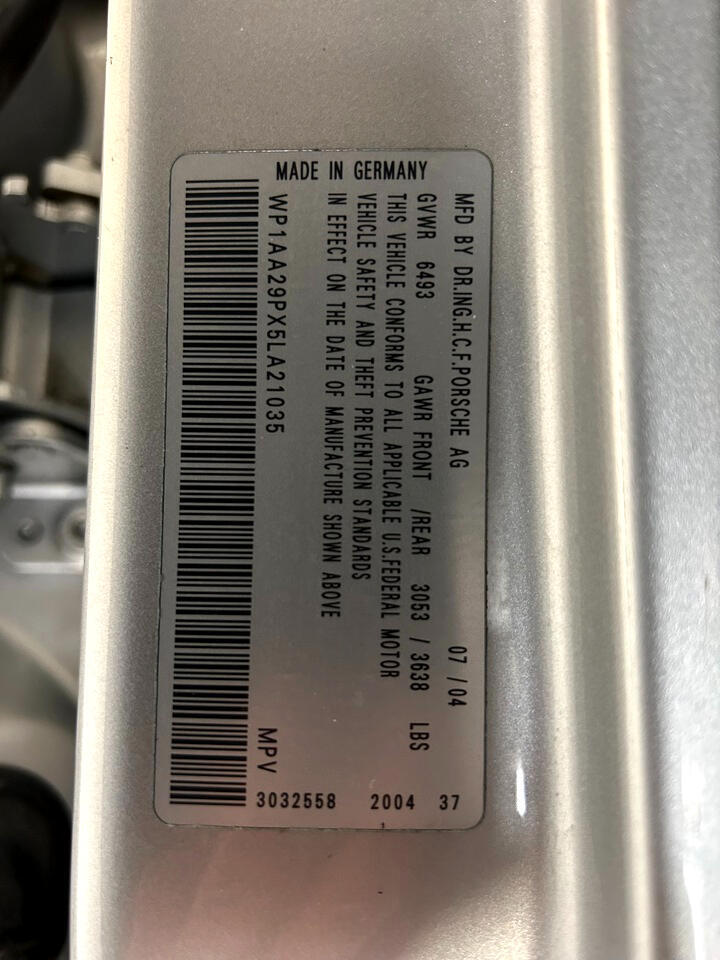 MADE IN GERMANY
MFD BY DR.ING.H.C.F.PORSCHE AG 07 /04
GVWR 6493 GAWR FRONT /REAR 3053 / 3638 LBS
THIS VEHICLE CONFORMS TO ALL APPLICABLE U.S.FEDERAL MOTOR
VEHICLE SAFETY AND THEFT PREVENTION STANDARDS
IN EFFECT ON THE DATE OF MANUFACTURE SHOWN ABOVE
WP1AA29PX5LA21035 MPV
3032558 2004 37